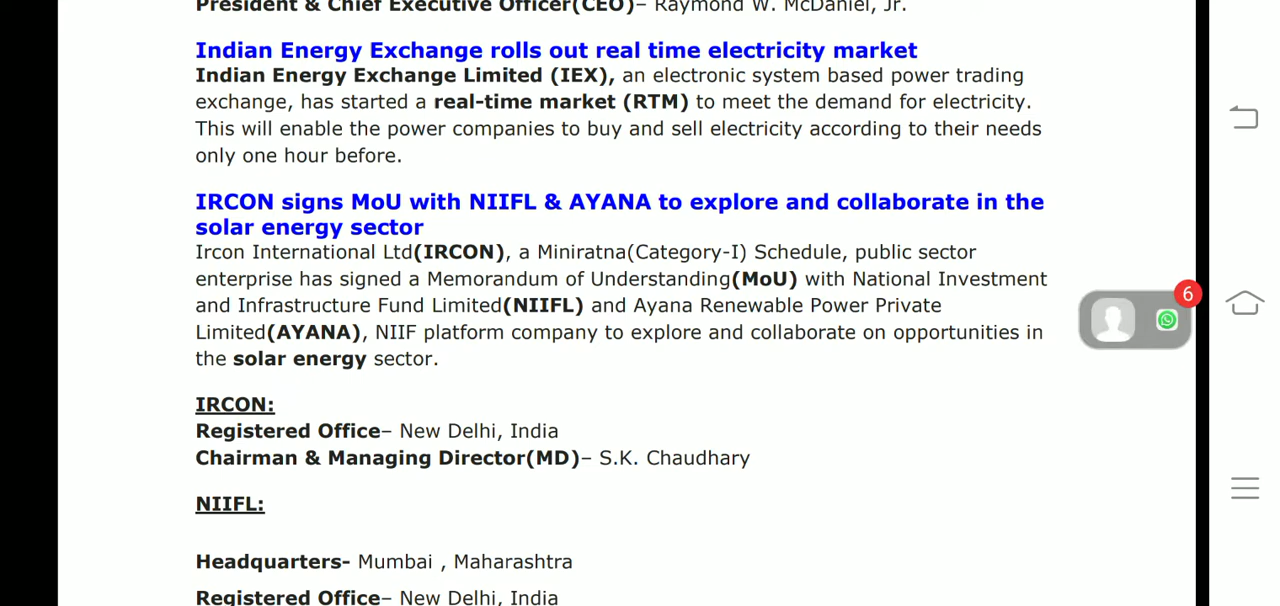 President & Chief Executive Officer(CEO)– Raymond W. McDaniel, Jr.
Indian Energy Exchange rolls out real time electricity market
Indian Energy Exchange Limited (IEX), an electronic system based power trading
exchange, has started a real-time market (RTM) to meet the demand for electricity.
This will enable the power companies to buy and sell electricity according to their needs
only one hour before.
IRCON signs MoU with NIIFL & AYANA to explore and collaborate in the
solar energy sector
Ircon International Ltd(IRCON), a Miniratna(Category-I) Schedule, public sector
enterprise has signed a Memorandum of Understanding(MoU) with National Investment
and Infrastructure Fund Limited(NIIFL) and Ayana Renewable Power Private
Limited(AYANA), NIIF platform company to explore and collaborate on opportunities in
the solar energy sector.
6
IRCON:
Registered Office– New Delhi, India
Chairman & Managing Director(MD)– S.K. Chaudhary
NIIFL:
Headquarters- Mumbai , Maharashtra
Registered Office– New Delhi, India